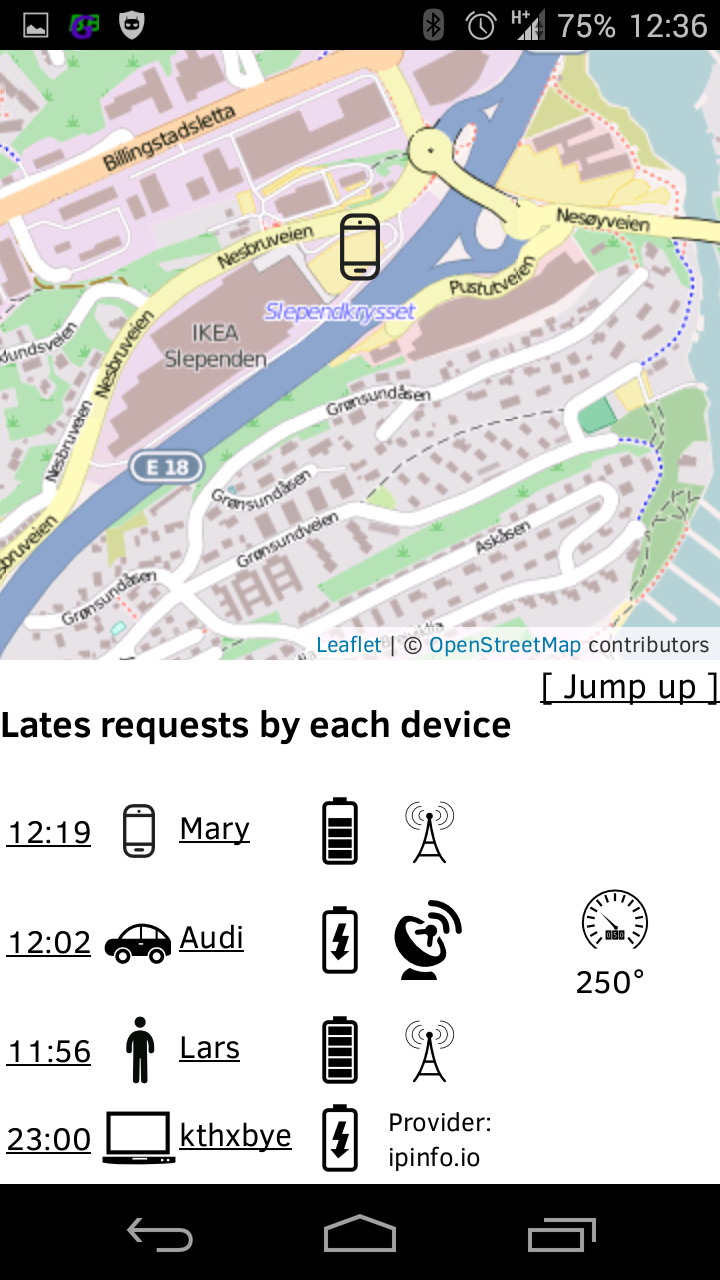 H+ 75% 12:36
Billingstadsletta
Nesbruveien
Nesøyveien
Pustutveien
Slependkrysset
IKEA
Slependen
Nesbruveien
Grønsundåsen
Nesbruveien
E 18
Grønsundåsen
Grønsundveien
Askåsen
Grønsundåsen
Leaflet | © OpenStreetMap contributors
[ Jump up ]
Lates requests by each device
12:19 Mary
12:02 Audi
250°
11:56 Lars
23:00 kthxbye
Provider:
ipinfo.io